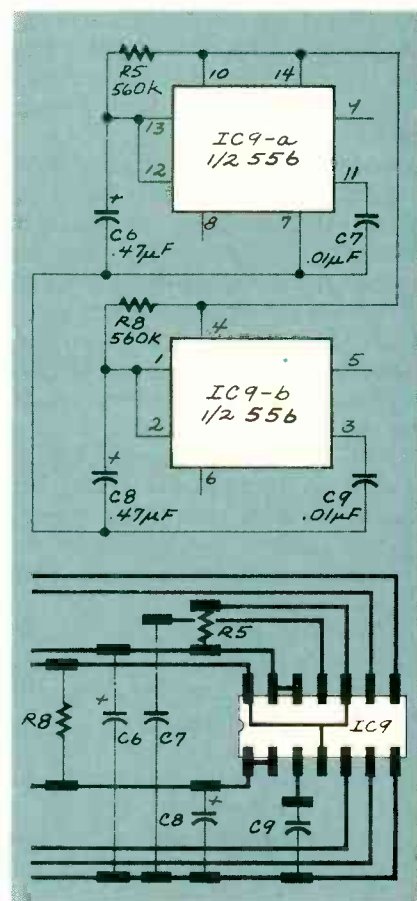 R5
560K
10
14
13
IC9-a
1/2 556
9
12
11
8
7
+
C6
.47µF
C7
.01µF
R8
560K
4
1
IC9-b
1/2 556
5
2
3
6
+
C8
.47µF
C9
.01µF
R5
R8
+
C6
C7
IC9
C8
+
C9